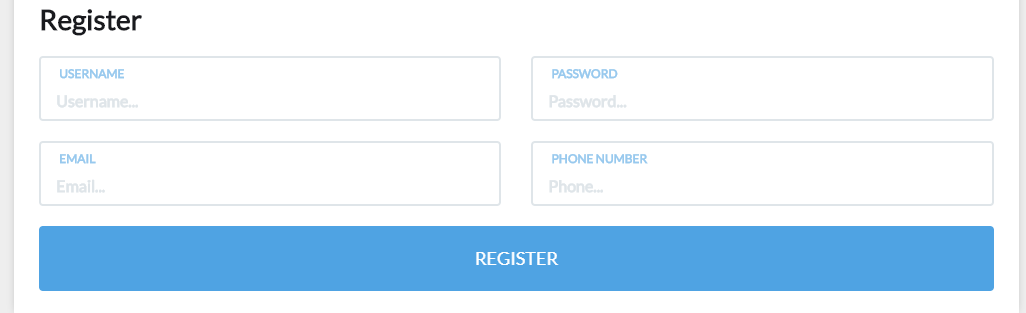 Register
USERNAME
Username...
PASSWORD
Password...
EMAIL
Email...
PHONE NUMBER
Phone...
REGISTER